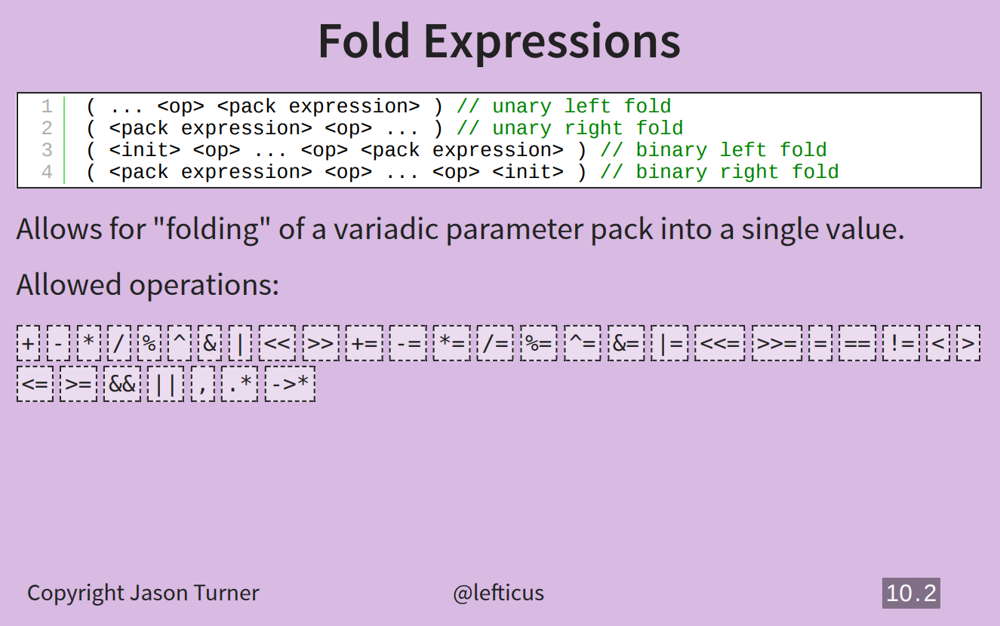 Fold Expressions
1 ( ... <op> <pack expression> ) // unary left fold
2 ( <pack expression> <op> ... ) // unary right fold
3 ( <init> <op> ... <op> <pack expression> ) // binary left fold
4 ( <pack expression> <op> ... <op> <init> ) // binary right fold
Allows for "folding" of a variadic parameter pack into a single value.
Allowed operations:
+ - * / % ^ & | << >> += -= *= /= %= ^= &= |= <<= >>= = == != < >
<= >= && || , .* ->*
Copyright Jason Turner @lefticus 10.2